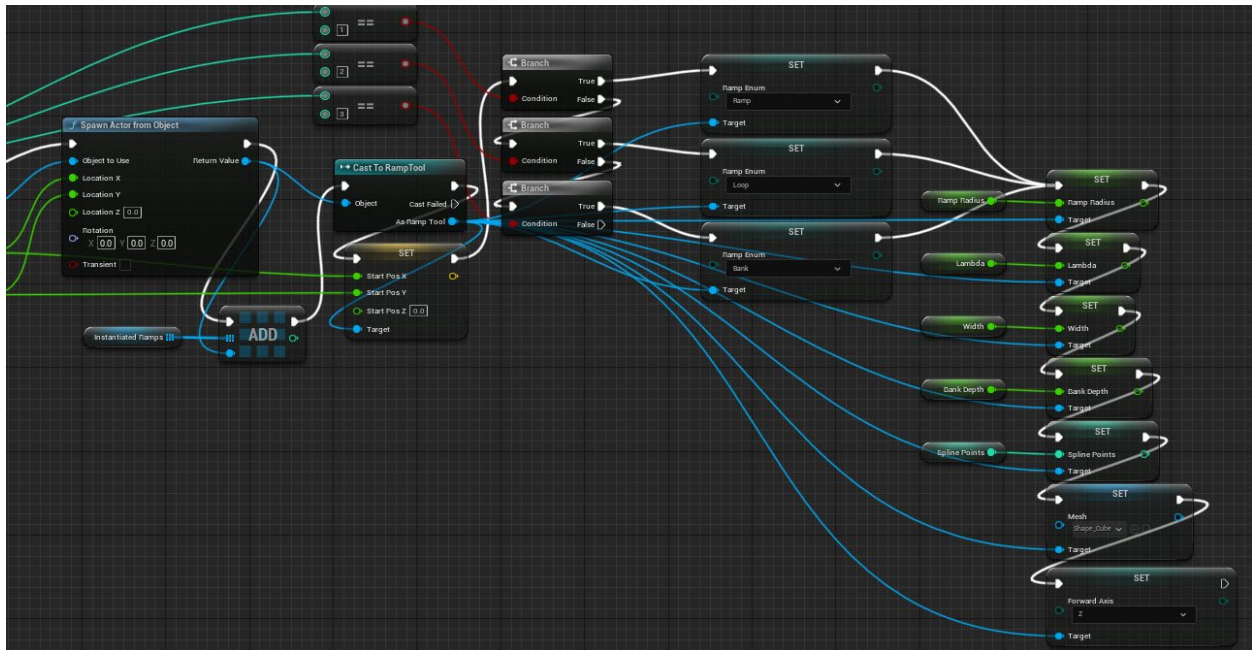 ==
1
==
2
==
3
Spawn Actor from Object
Object to Use
Return Value
Location X
Location Y
Location Z 0.0
Rotation
X 0.0 Y 0.0 Z 0.0
Transient
Instantiated Ramps
ADD
Cast To RampTool
Object
Cast Failed
As Ramp Tool
SET
Start Pos X
Start Pos Y
Start Pos Z 0.0
Target
Branch
True
Condition
False
Branch
True
Condition
False
Branch
True
Condition
False
SET
Ramp Enum
Ramp
Target
SET
Ramp Enum
Loop
Target
SET
Ramp Enum
Bank
Target
Ramp Radius
SET
Ramp Radius
Target
Lambda
SET
Lambda
Target
Width
SET
Width
Target
Bank Depth
SET
Bank Depth
Target
Spline Points
SET
Spline Points
Target
SET
Mesh
Shape_Cube
Target
SET
Forward Axis
Z
Target